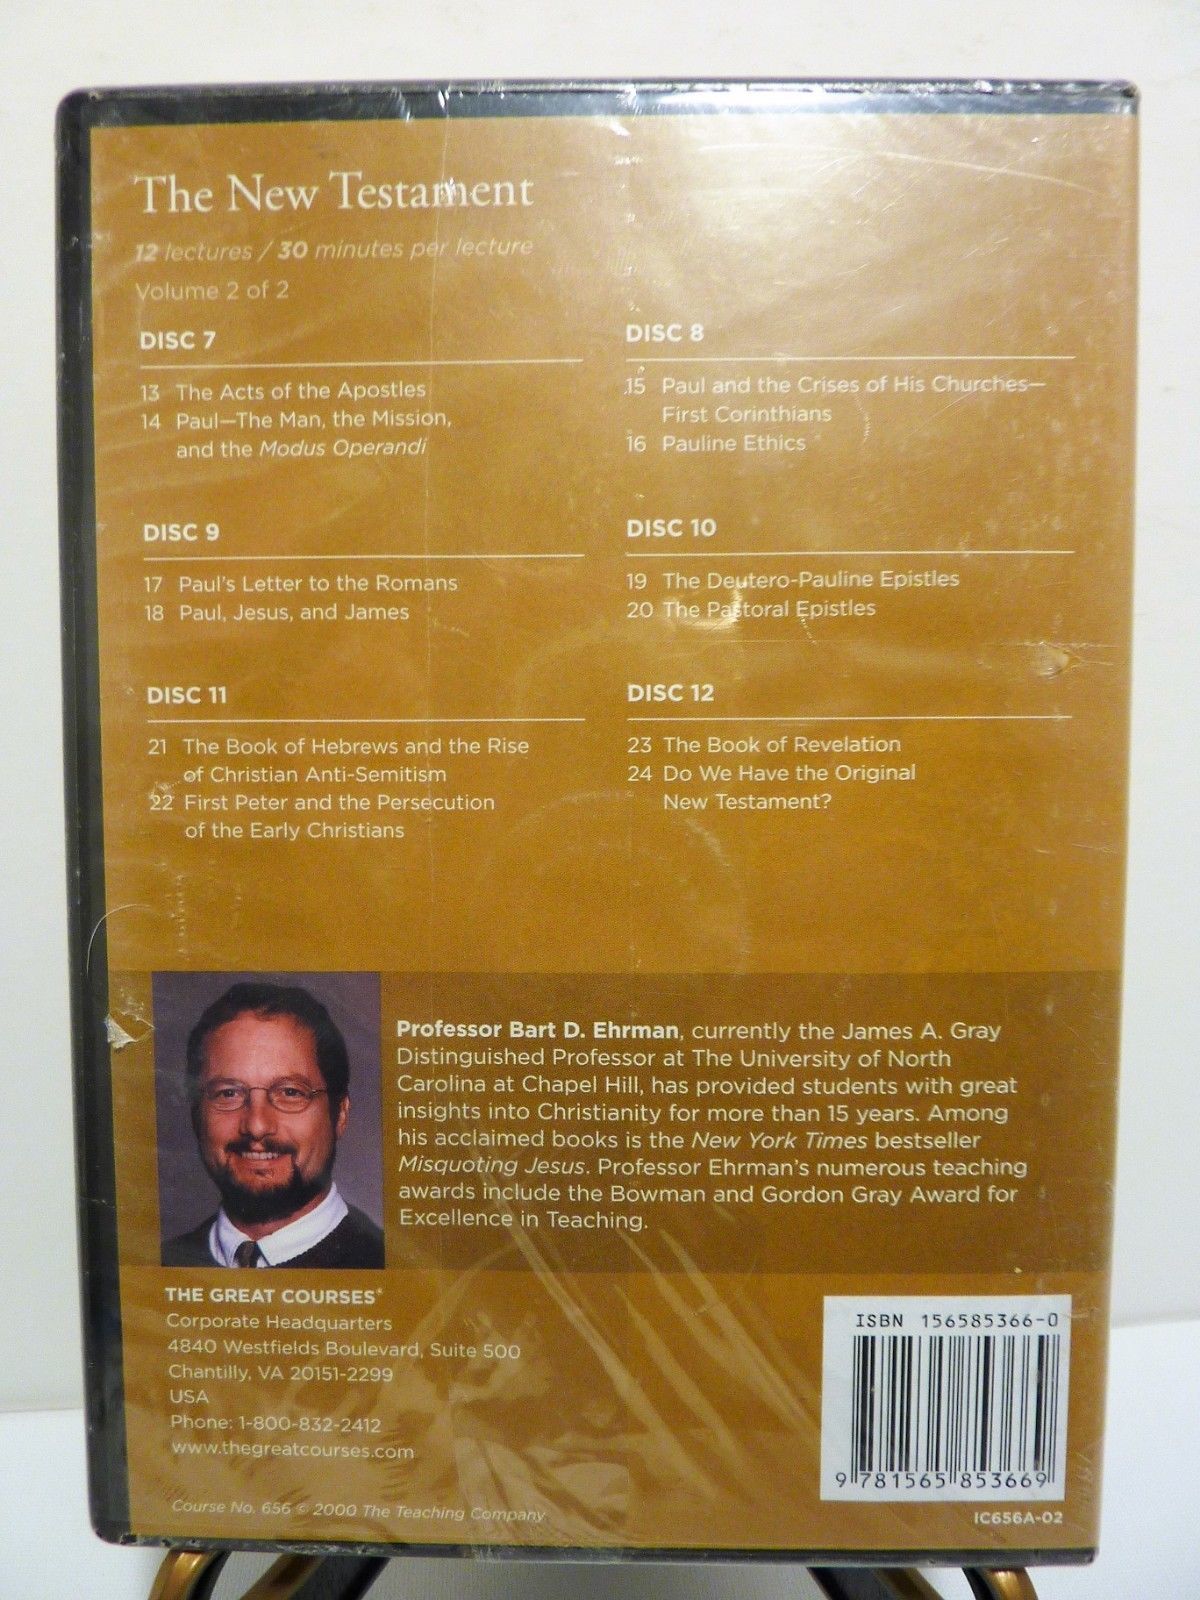 The New Testament
12 lectures / 30 minutes per lecture
Volume 2 of 2
DISC 7
13 The Acts of the Apostles
14 Paul—The Man, the Mission,
and the Modus Operandi
DISC 8
15 Paul and the Crises of His Churches—
First Corinthians
16 Pauline Ethics
DISC 9
17 Paul's Letter to the Romans
18 Paul, Jesus, and James
DISC 10
19 The Deutero-Pauline Epistles
20 The Pastoral Epistles
DISC 11
21 The Book of Hebrews and the Rise
of Christian Anti-Semitism
22 First Peter and the Persecution
of the Early Christians
DISC 12
23 The Book of Revelation
24 Do We Have the Original
New Testament?
Professor Bart D. Ehrman, currently the James A. Gray
Distinguished Professor at The University of North
Carolina at Chapel Hill, has provided students with great
insights into Christianity for more than 15 years. Among
his acclaimed books is the New York Times bestseller
Misquoting Jesus. Professor Ehrman's numerous teaching
awards include the Bowman and Gordon Gray Award for
Excellence in Teaching.
THE GREAT COURSES®
Corporate Headquarters
4840 Westfields Boulevard, Suite 500
Chantilly, VA 20151-2299
USA
Phone: 1-800-832-2412
www.thegreatcourses.com
Course No. 656 © 2000 The Teaching Company
ISBN 156585366-0
9 781565 853669
IC656A-02